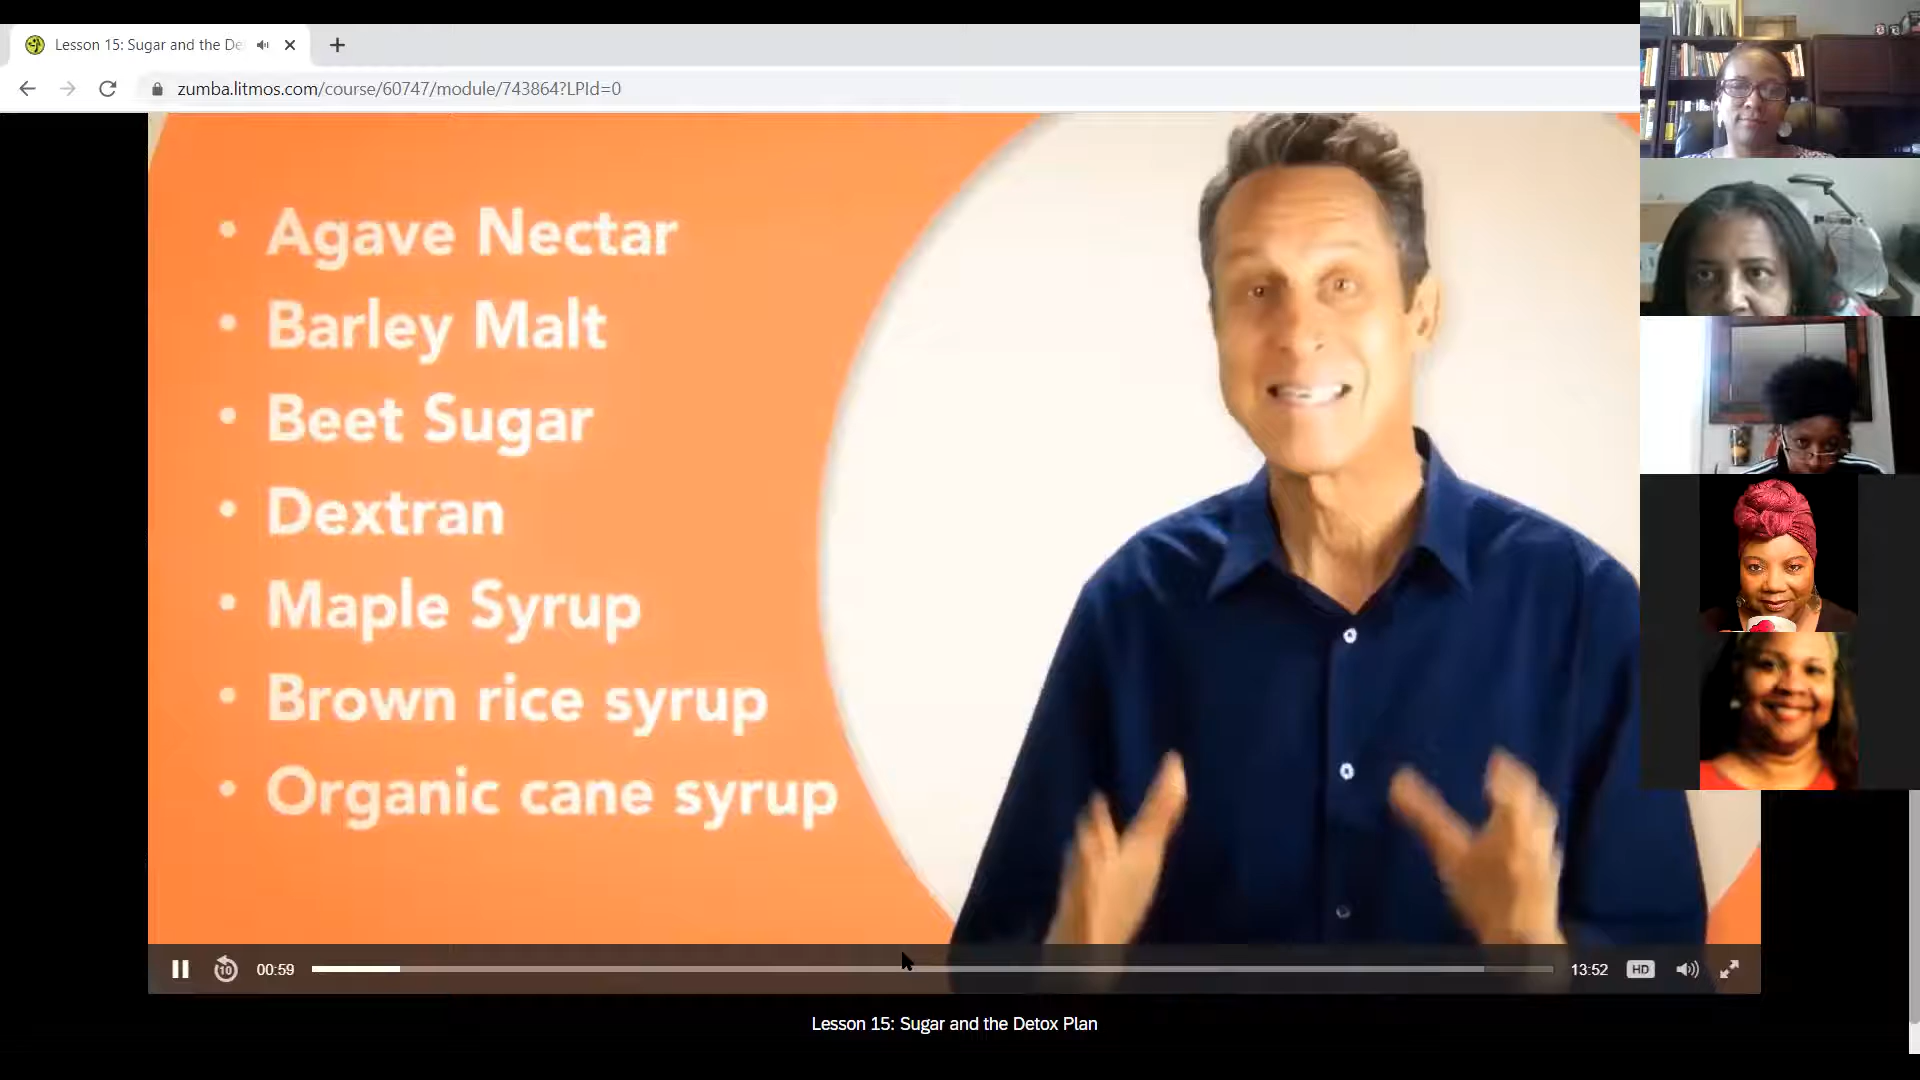 Lesson 15: Sugar and the De
zumba.litmos.com/course/60747/module/743864?LPId=0
• Agave Nectar
• Barley Malt
• Beet Sugar
• Dextran
• Maple Syrup
• Brown rice syrup
• Organic cane syrup
10
00:59
13:52
HD
Lesson 15: Sugar and the Detox Plan